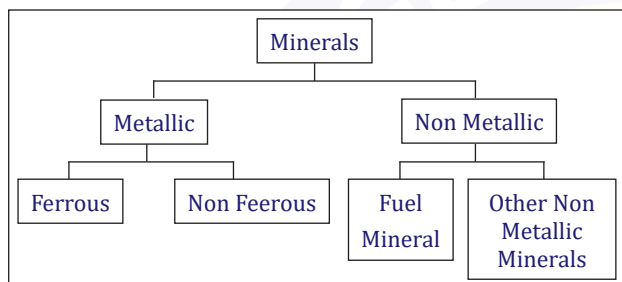 Minerals
Metallic
Non Metallic
Ferrous
Non Feerous
Fuel
Mineral
Other Non
Metallic
Minerals